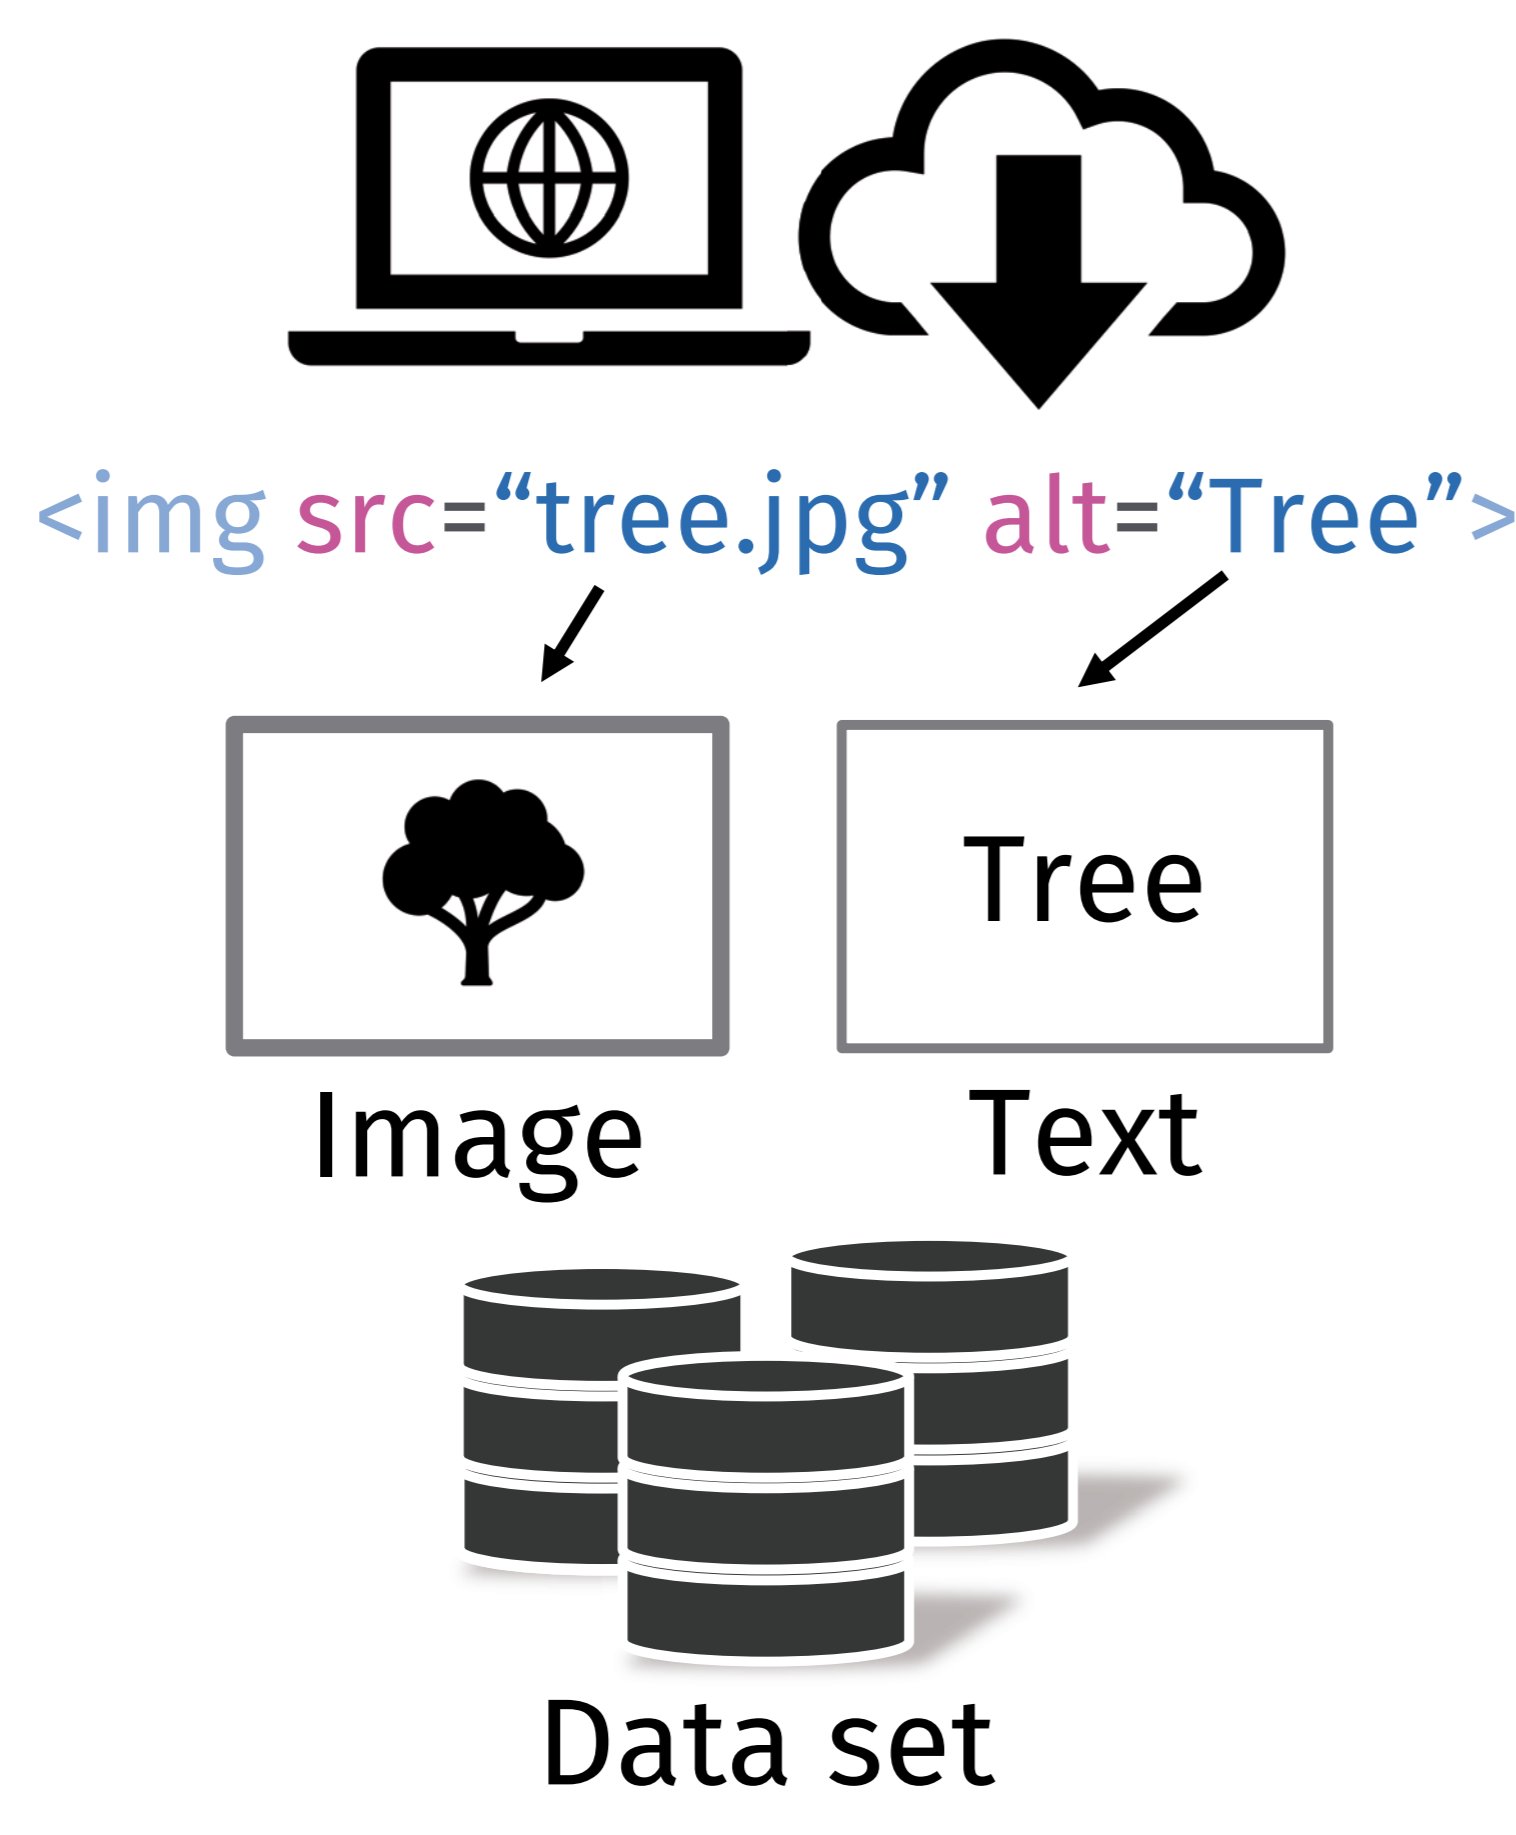 <img src=“tree.jpg” alt=“Tree”>
Tree
Image
Text
Data set